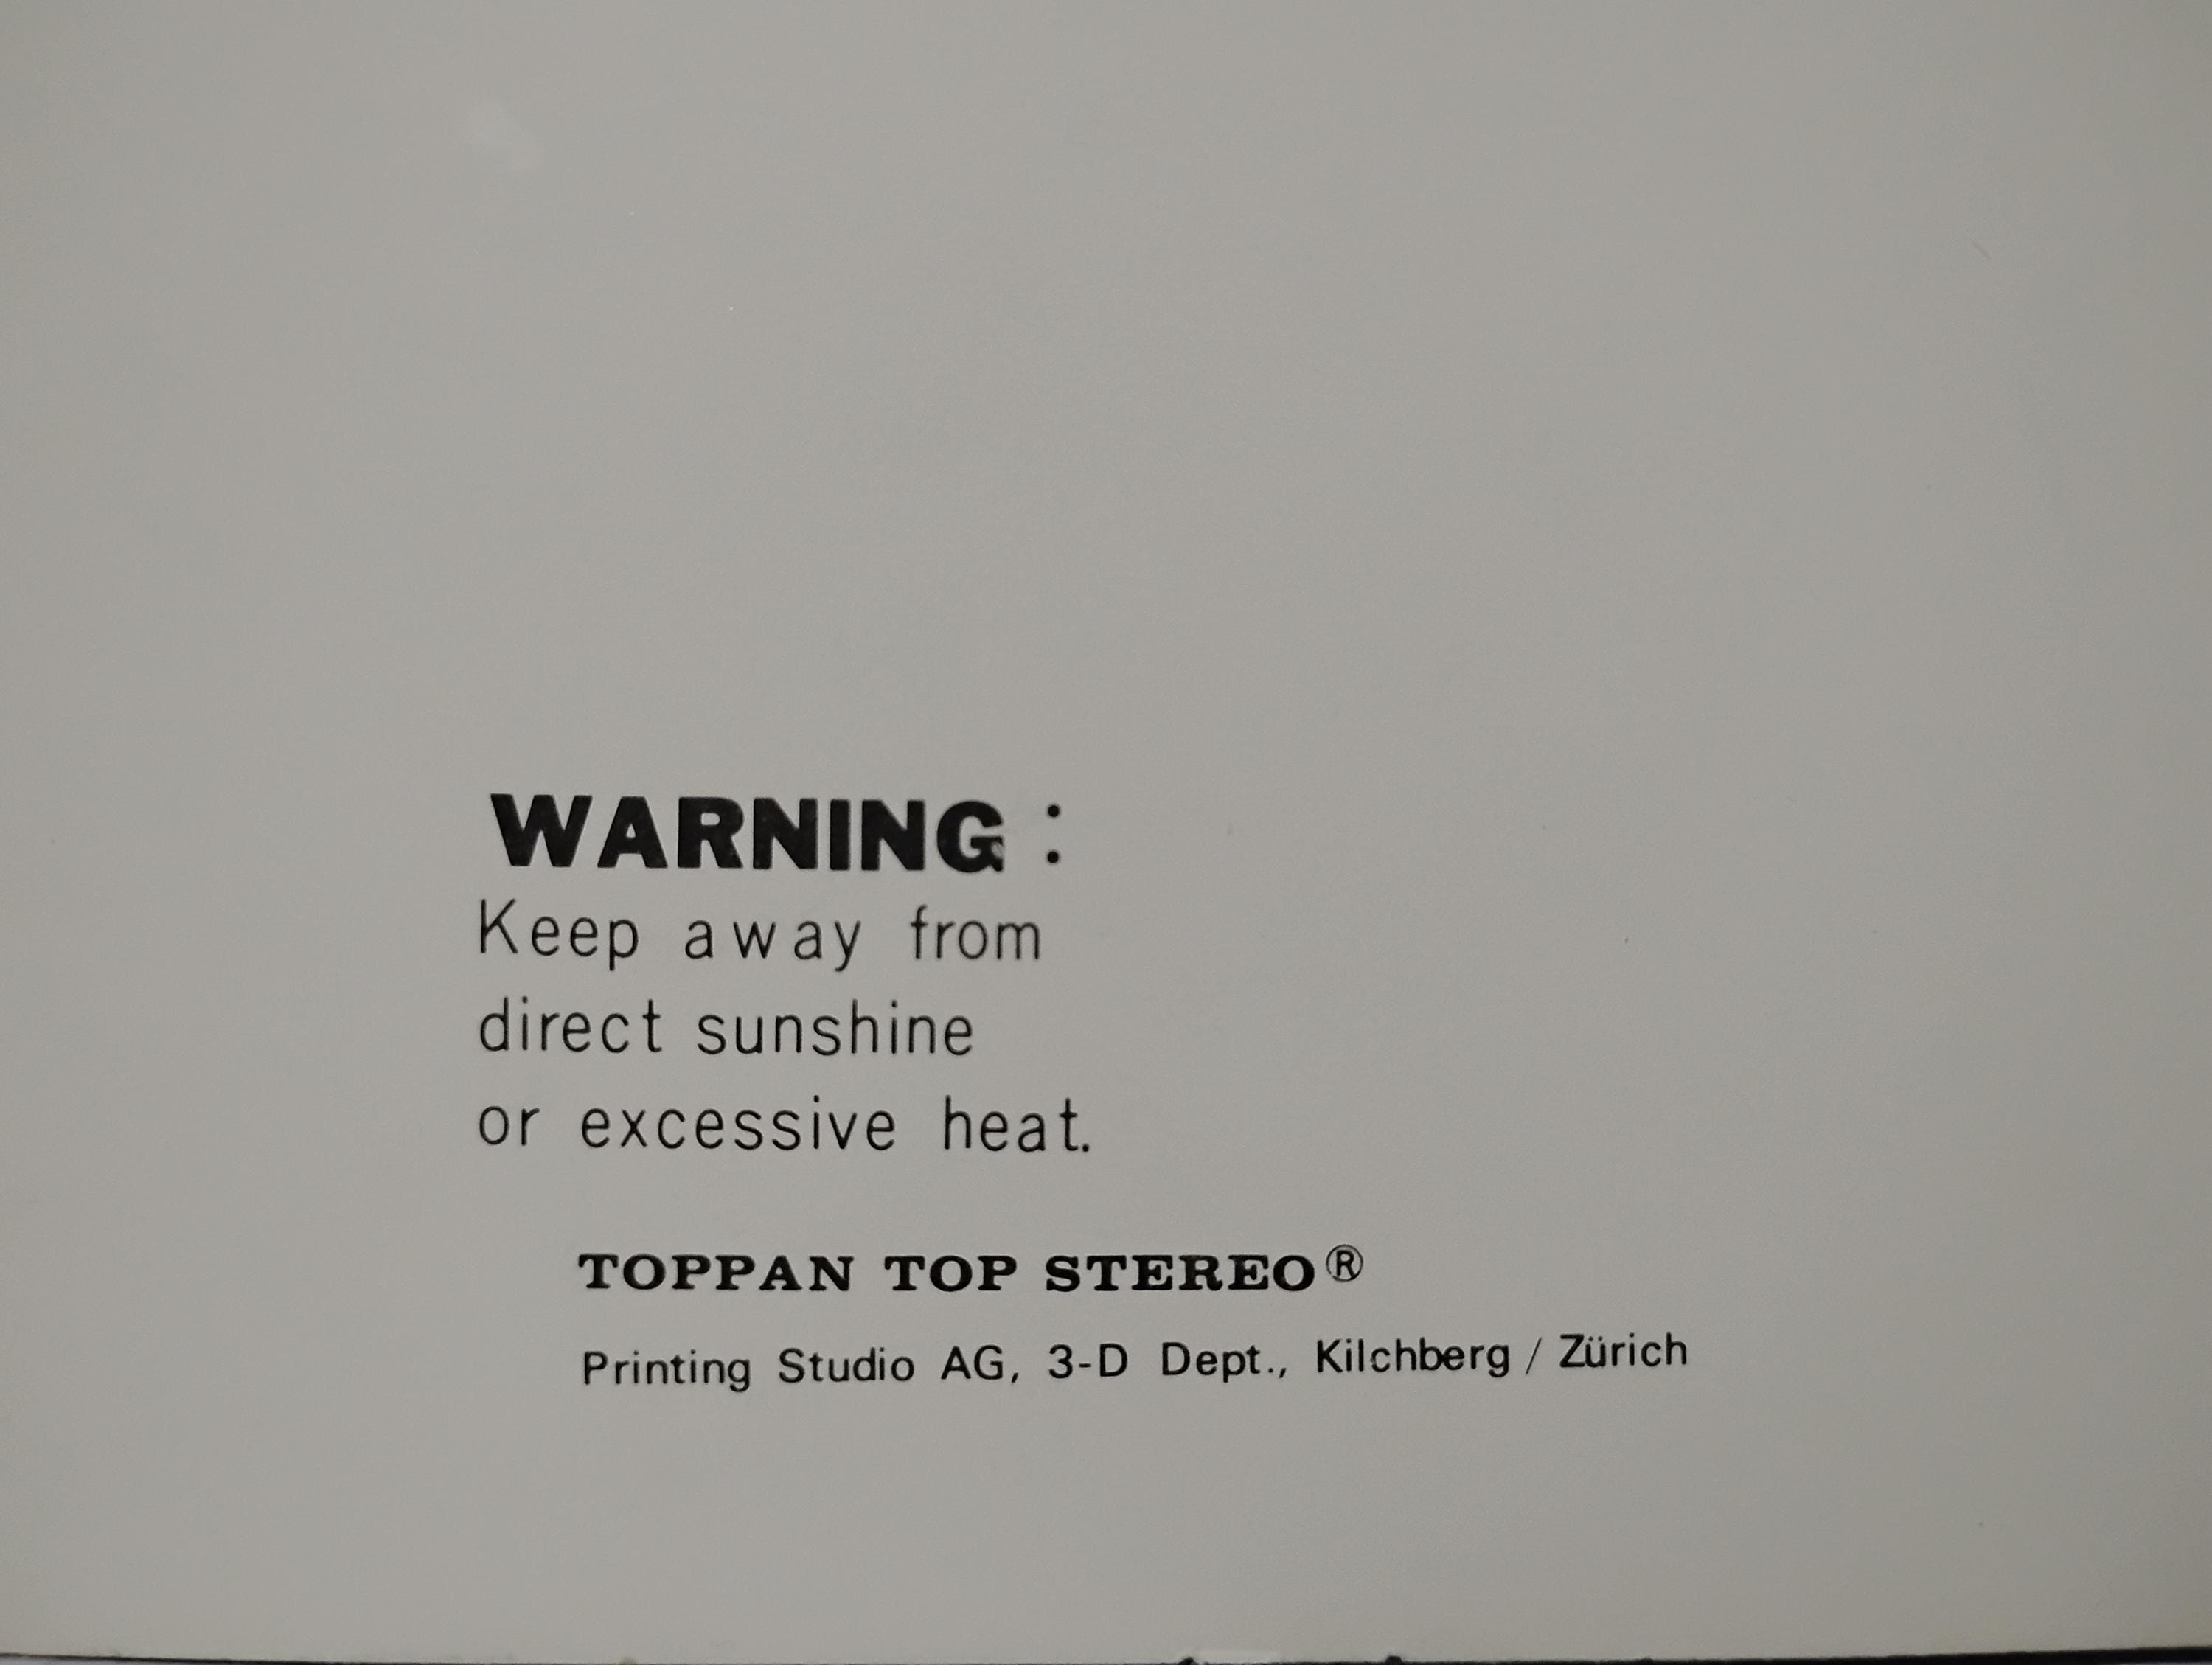 WARNING :
Keep away from
direct sunshine
or excessive heat.
TOPPAN TOP STEREO®
Printing Studio AG, 3-D Dept., Kilchberg / Zürich